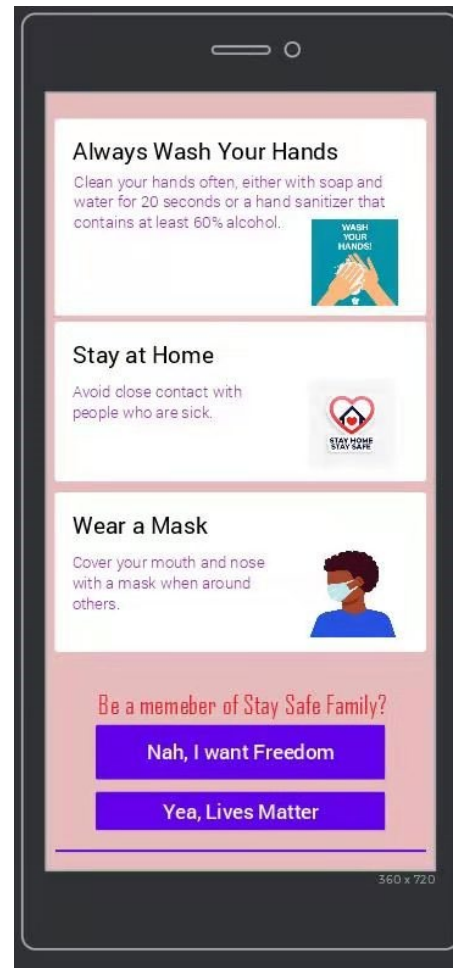 Always Wash Your Hands
Clean your hands often, either with soap and
water for 20 seconds or a hand sanitizer that
contains at least 60% alcohol.
WASH
YOUR
HANDS!
Stay at Home
Avoid close contact with
people who are sick.
STAY HOME
STAY SAFE
Wear a Mask
Cover your mouth and nose
with a mask when around
others.
Be a memeber of Stay Safe Family?
Nah, I want Freedom
Yea, Lives Matter
360 x 720